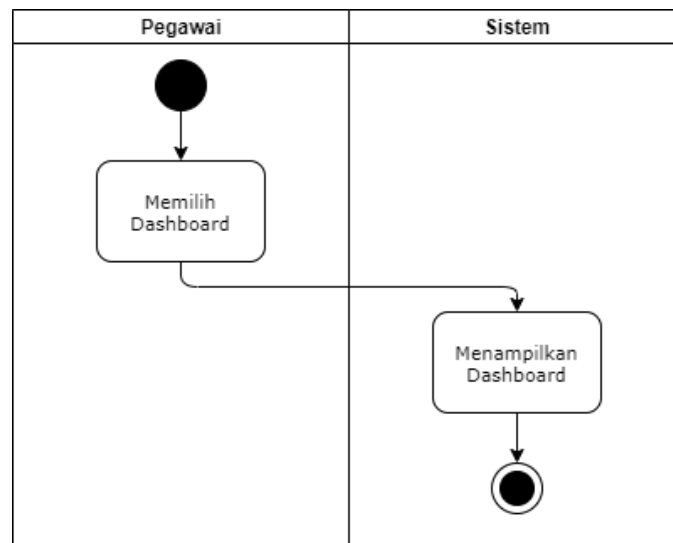 Pegawai
Sistem
Memilih
Dashboard
Menampilkan
Dashboard